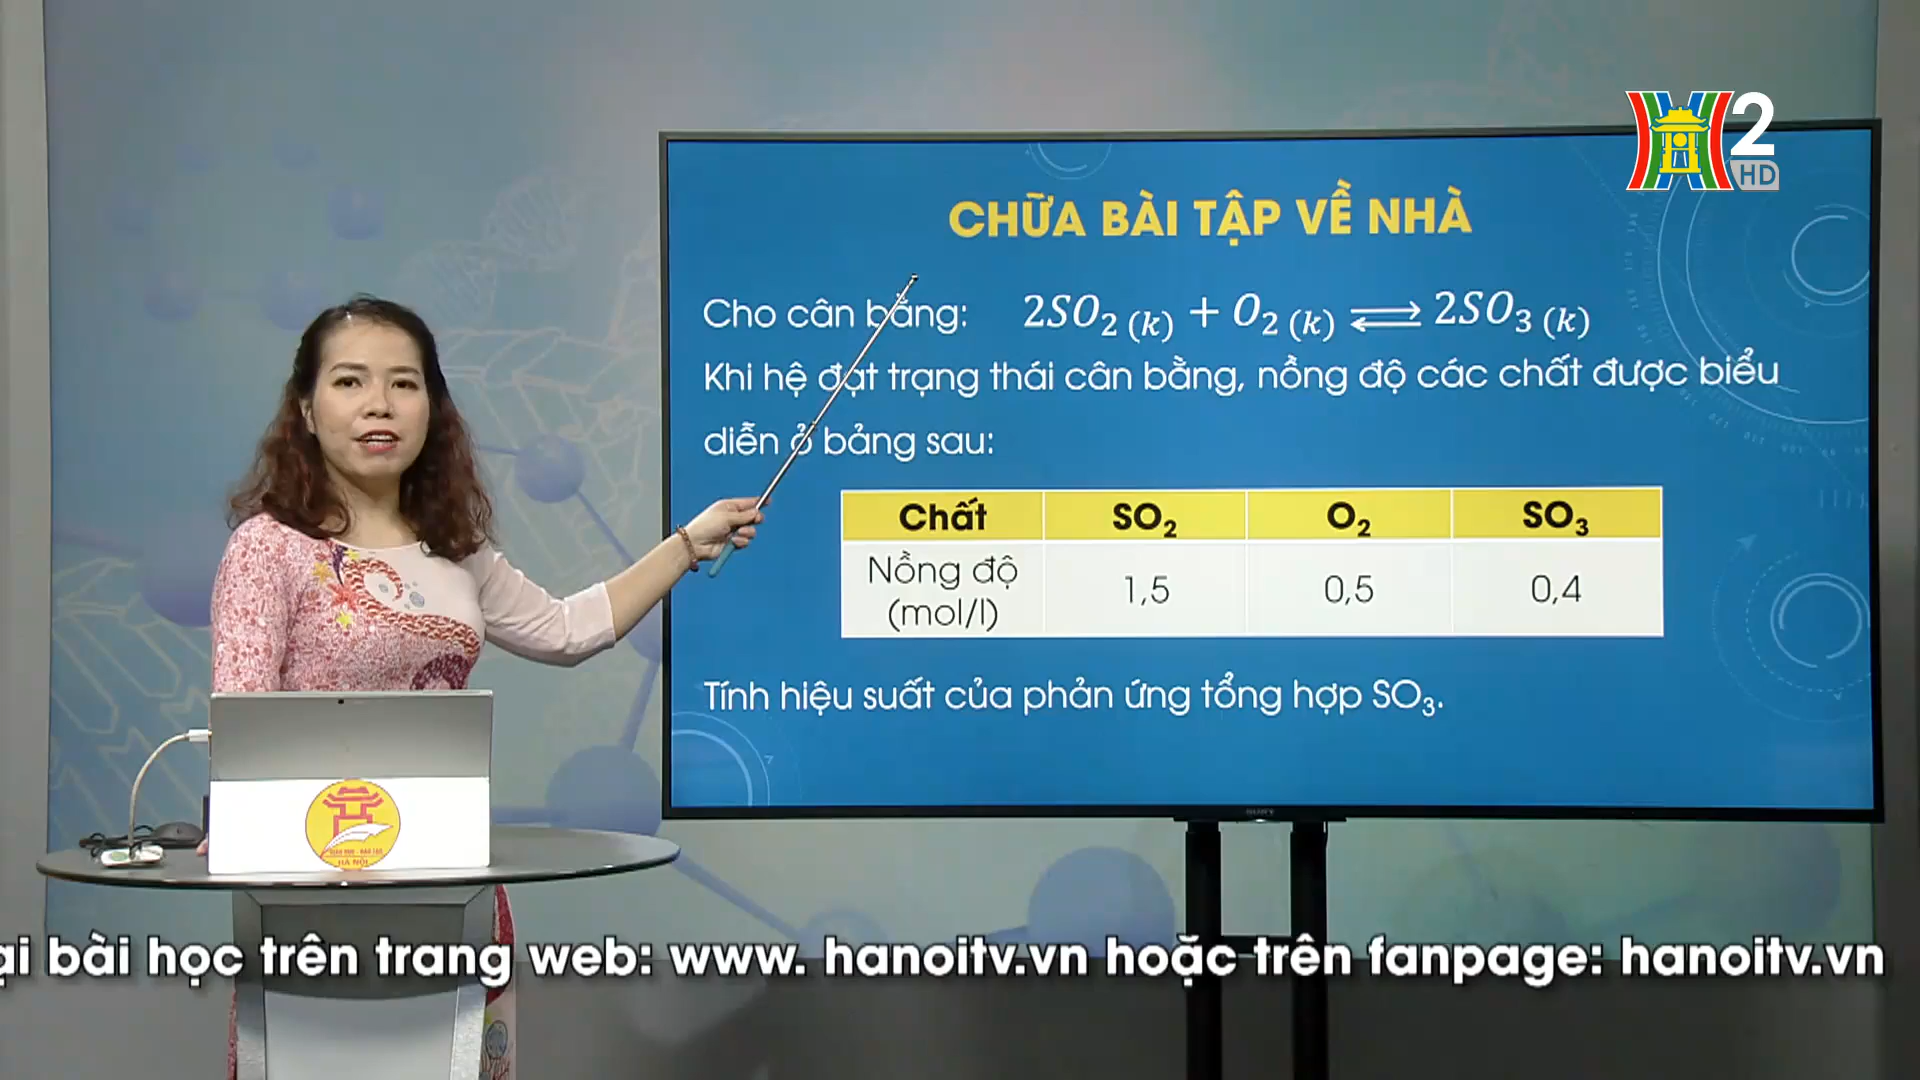 2
HD
CHỮA BÀI TẬP VỀ NHÀ
Cho cân bằng: 2SO₂ (k) + O₂ (k) ⇌ 2SO₃ (k)
Khi hệ đạt trạng thái cân bằng, nồng độ các chất được biểu
diễn ở bảng sau:
Chất SO₂ O₂ SO₃
Nồng độ (mol/l) 1,5 0,5 0,4
Tính hiệu suất của phản ứng tổng hợp SO₃.
SONY
HÀ NỘI
bài học trên trang web: www. hanoitv.vn hoặc trên fanpage: hanoitv.vn